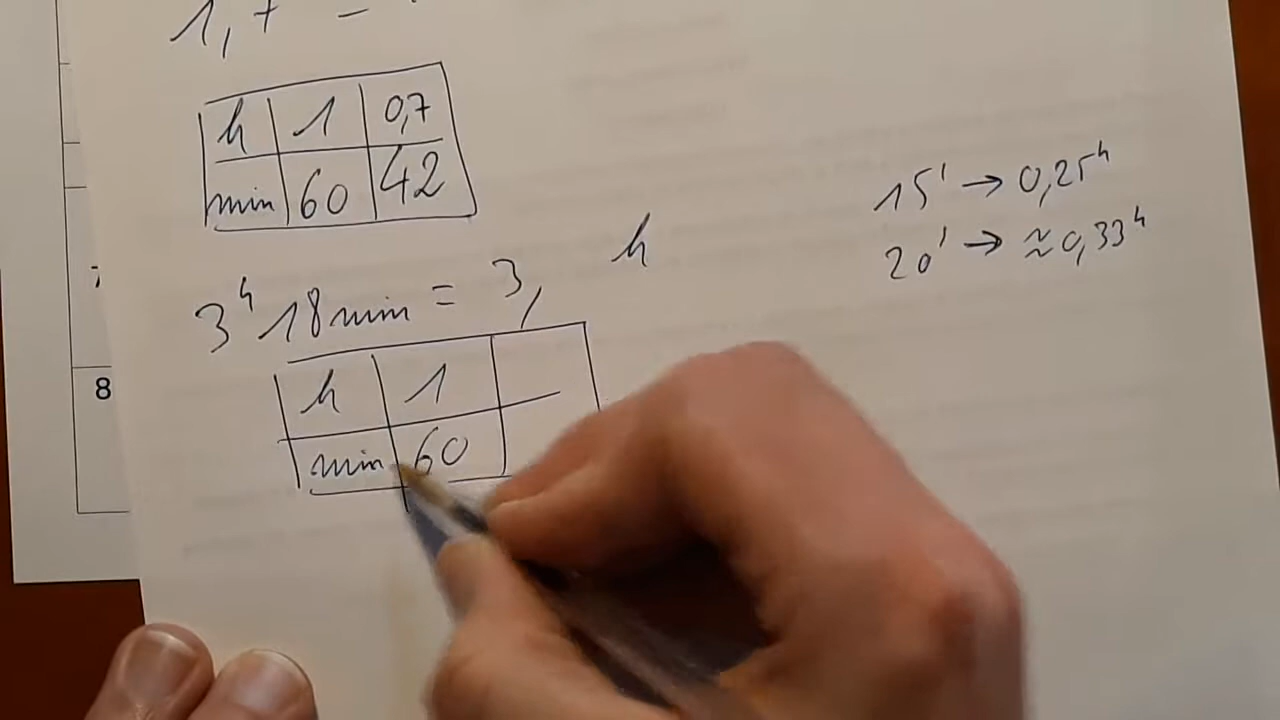 1,7 =
h 1 0,7
min 60 42
15' → 0,25h
20' → ≈0,33h
3h 18min = 3, h
h 1
min 60
7
8